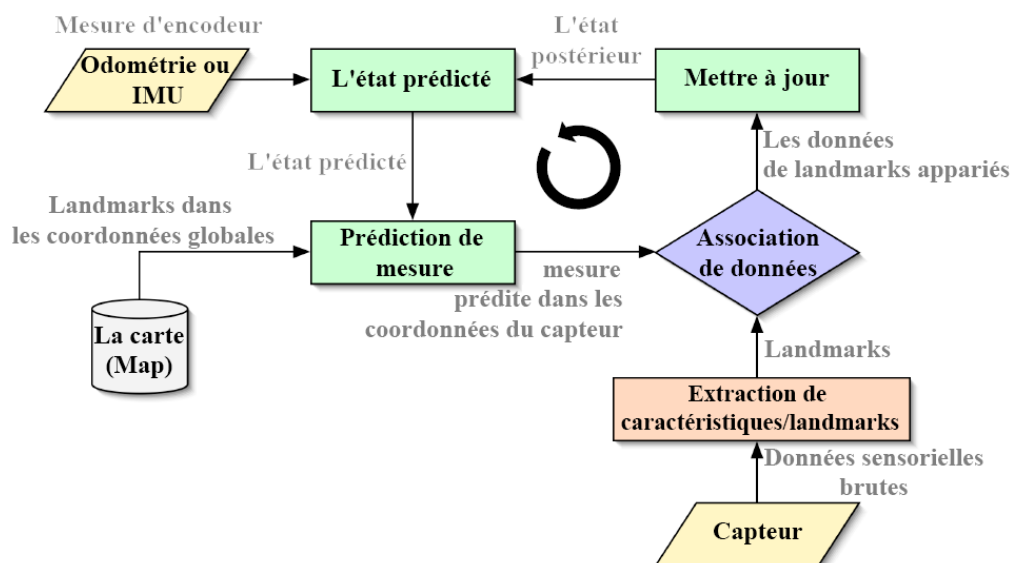 Mesure d'encodeur
Odométrie ou
IMU
L'état prédicté
L'état
postérieur
Mettre à jour
L'état prédicté
Les données
de landmarks appariés
Landmarks dans
les coordonnées globales
Prédiction de
mesure
Association
de données
mesure
prédite dans les
coordonnées du capteur
La carte
(Map)
Landmarks
Extraction de
caractéristiques/landmarks
Données sensorielles
brutes
Capteur